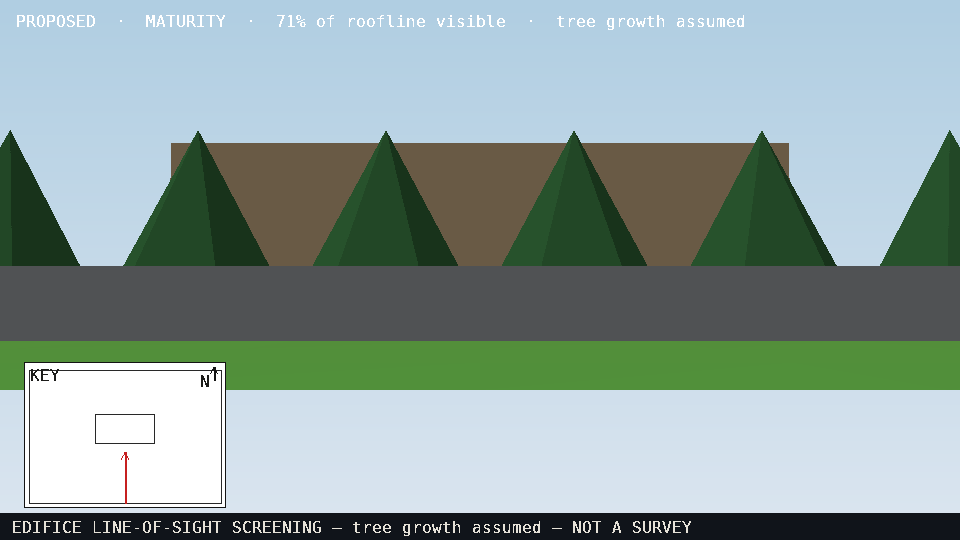 PROPOSED · MATURITY · 71% of roofline visible · tree growth assumed
KEY
N
EDIFICE LINE-OF-SIGHT SCREENING — tree growth assumed — NOT A SURVEY